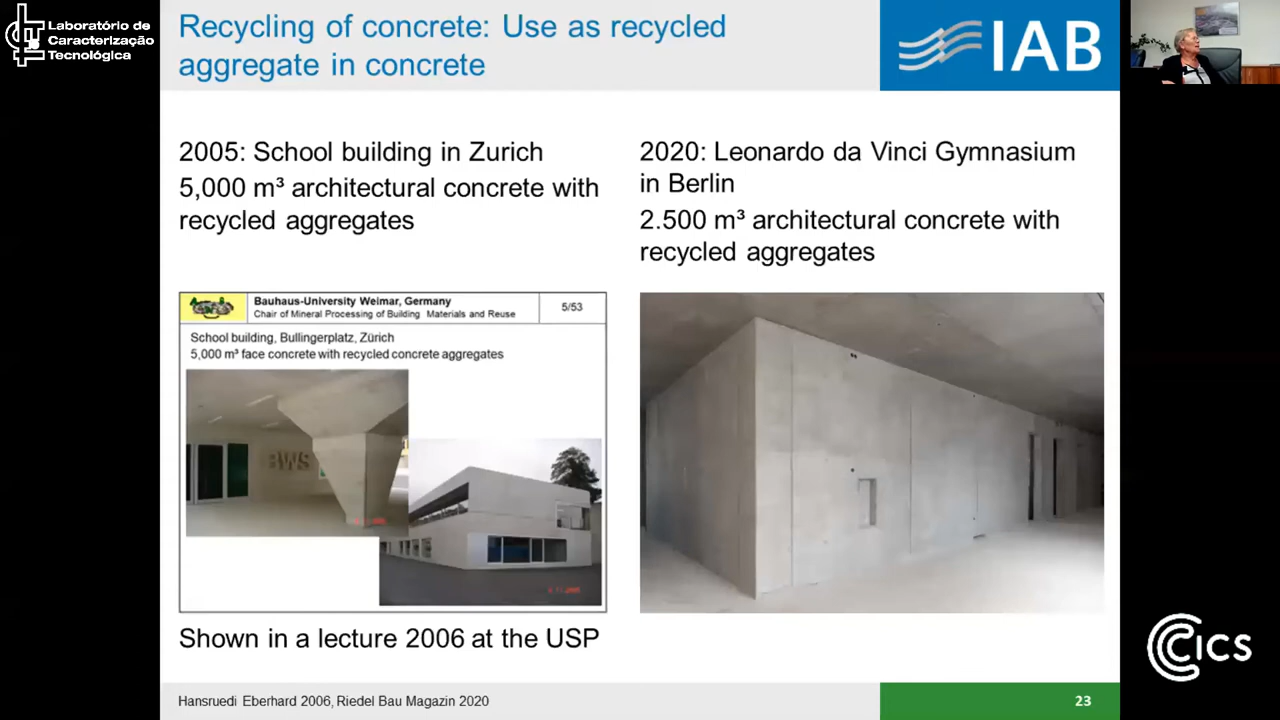 Laboratório de
Caracterização
Tecnológica
Recycling of concrete: Use as recycled
aggregate in concrete
IAB
2005: School building in Zurich
5,000 m³ architectural concrete with
recycled aggregates
2020: Leonardo da Vinci Gymnasium
in Berlin
2.500 m³ architectural concrete with
recycled aggregates
Bauhaus-University Weimar, Germany
Chair of Mineral Processing of Building Materials and Reuse
5/53
School building, Bullingerplatz, Zürich
5,000 m³ face concrete with recycled concrete aggregates
BWS
Shown in a lecture 2006 at the USP
CICS
Hansruedi Eberhard 2006, Riedel Bau Magazin 2020
23